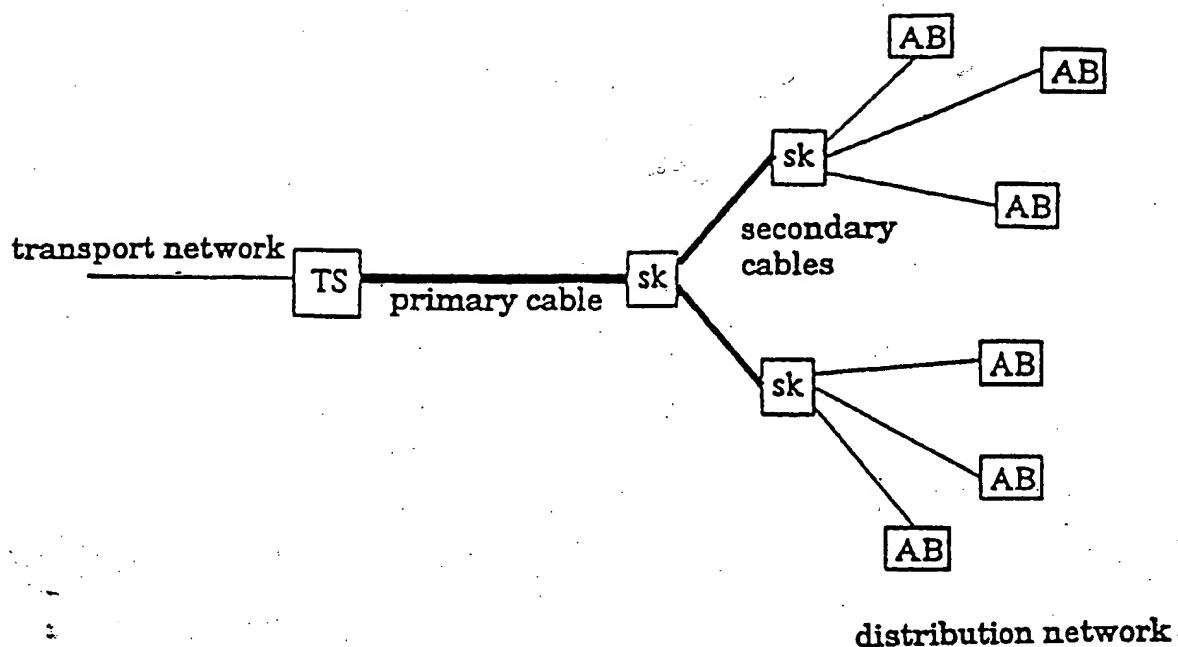 AB
AB
sk
AB
secondary
cables
transport network
TS
sk
primary cable
AB
sk
AB
AB
distribution network